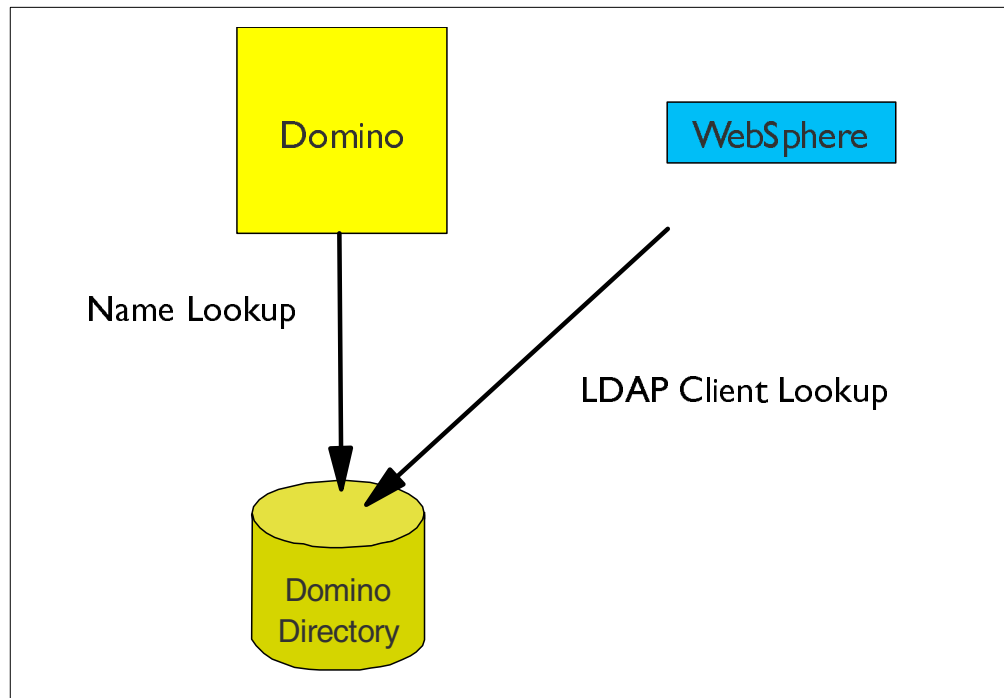 Domino
WebSphere
Name Lookup
LDAP Client Lookup
Domino
Directory